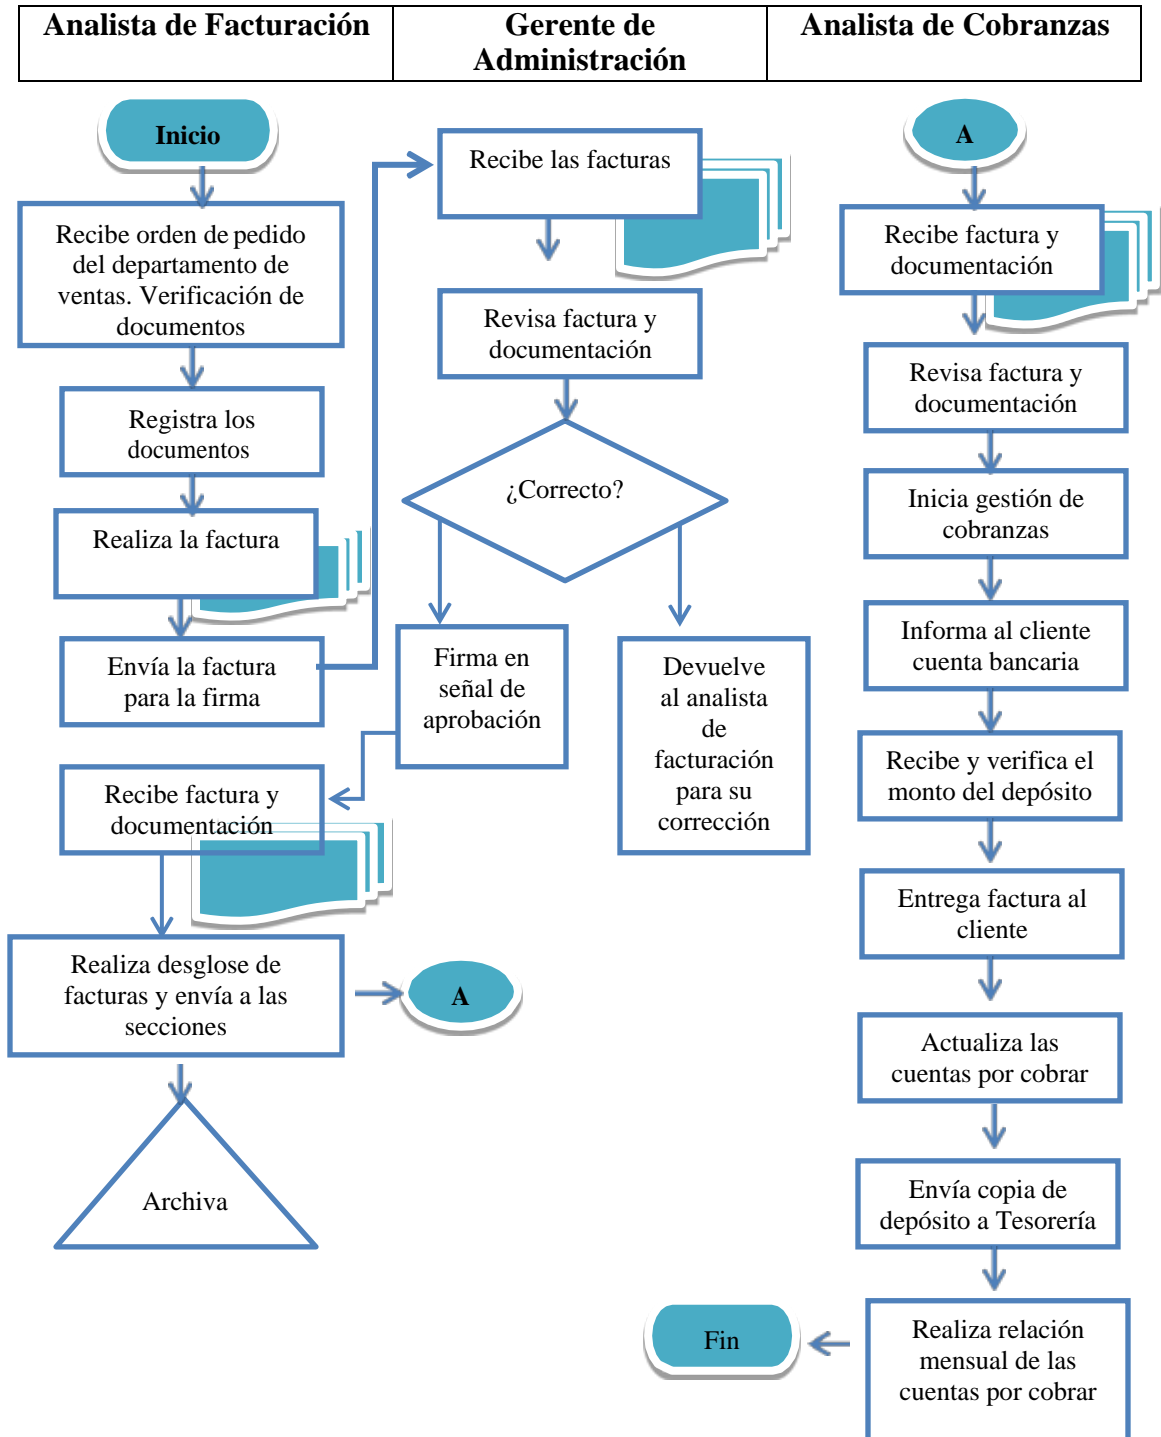 Analista de Facturación
Gerente de
Administración
Analista de Cobranzas
Inicio
Recibe orden de pedido
del departamento de
ventas. Verificación de
documentos
Registra los
documentos
Realiza la factura
Envía la factura
para la firma
Recibe factura y
documentación
Realiza desglose de
facturas y envía a las
secciones
A
Archiva
Recibe las facturas
Revisa factura y
documentación
¿Correcto?
Firma en
señal de
aprobación
Devuelve
al analista
de
facturación
para su
corrección
A
Recibe factura y
documentación
Revisa factura y
documentación
Inicia gestión de
cobranzas
Informa al cliente
cuenta bancaria
Recibe y verifica el
monto del depósito
Entrega factura al
cliente
Actualiza las
cuentas por cobrar
Envía copia de
depósito a Tesorería
Realiza relación
mensual de las
cuentas por cobrar
Fin